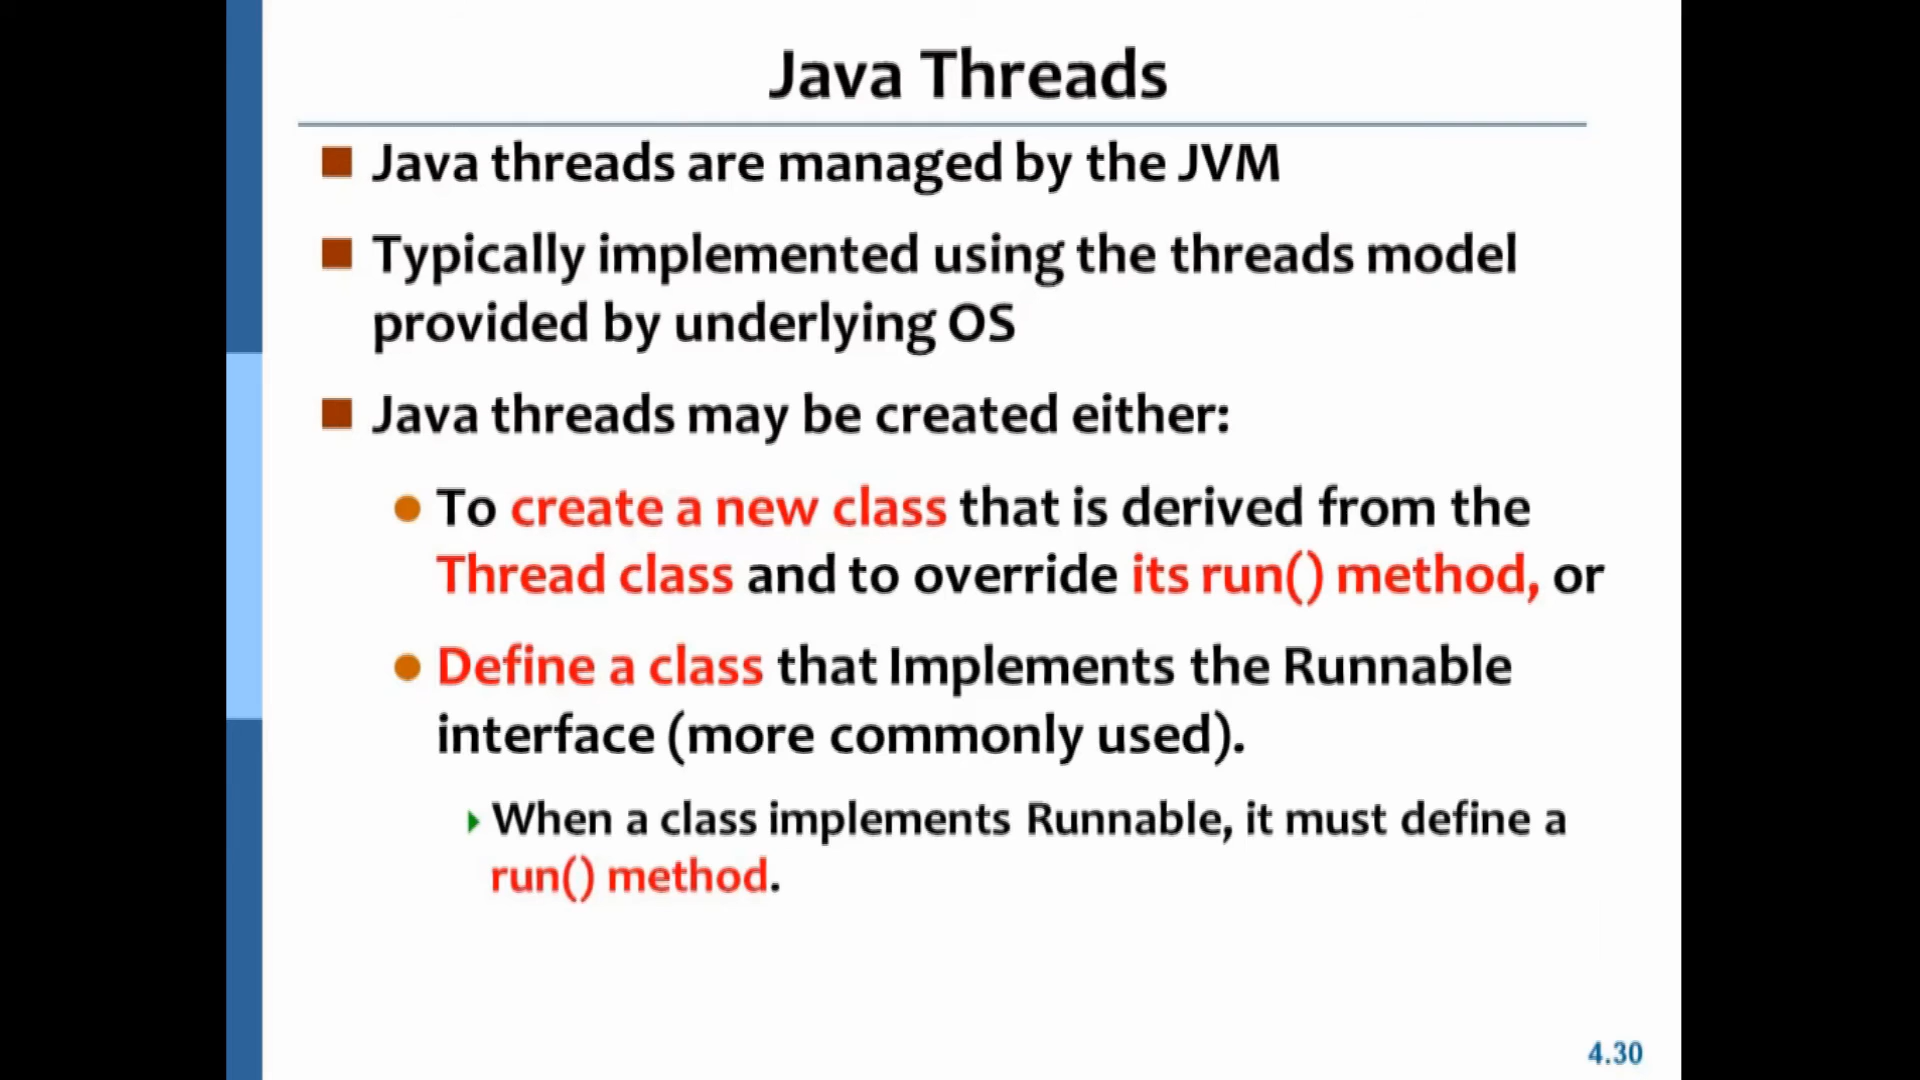 Java Threads
Java threads are managed by the JVM
Typically implemented using the threads model
provided by underlying OS
Java threads may be created either:
To create a new class that is derived from the
Thread class and to override its run() method, or
Define a class that Implements the Runnable
interface (more commonly used).
When a class implements Runnable, it must define a
run() method.
4.30